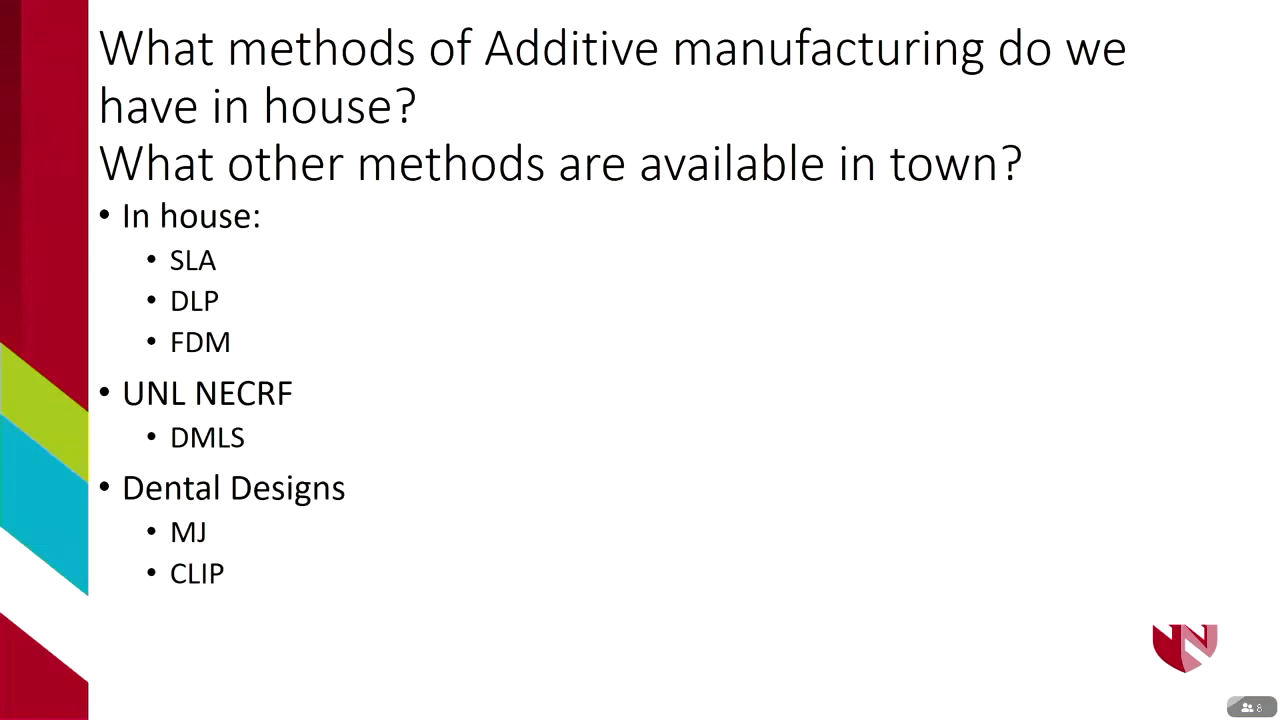 What methods of Additive manufacturing do we
have in house?
What other methods are available in town?
• In house:
• SLA
• DLP
• FDM
• UNL NECRF
• DMLS
• Dental Designs
• MJ
• CLIP
N
8